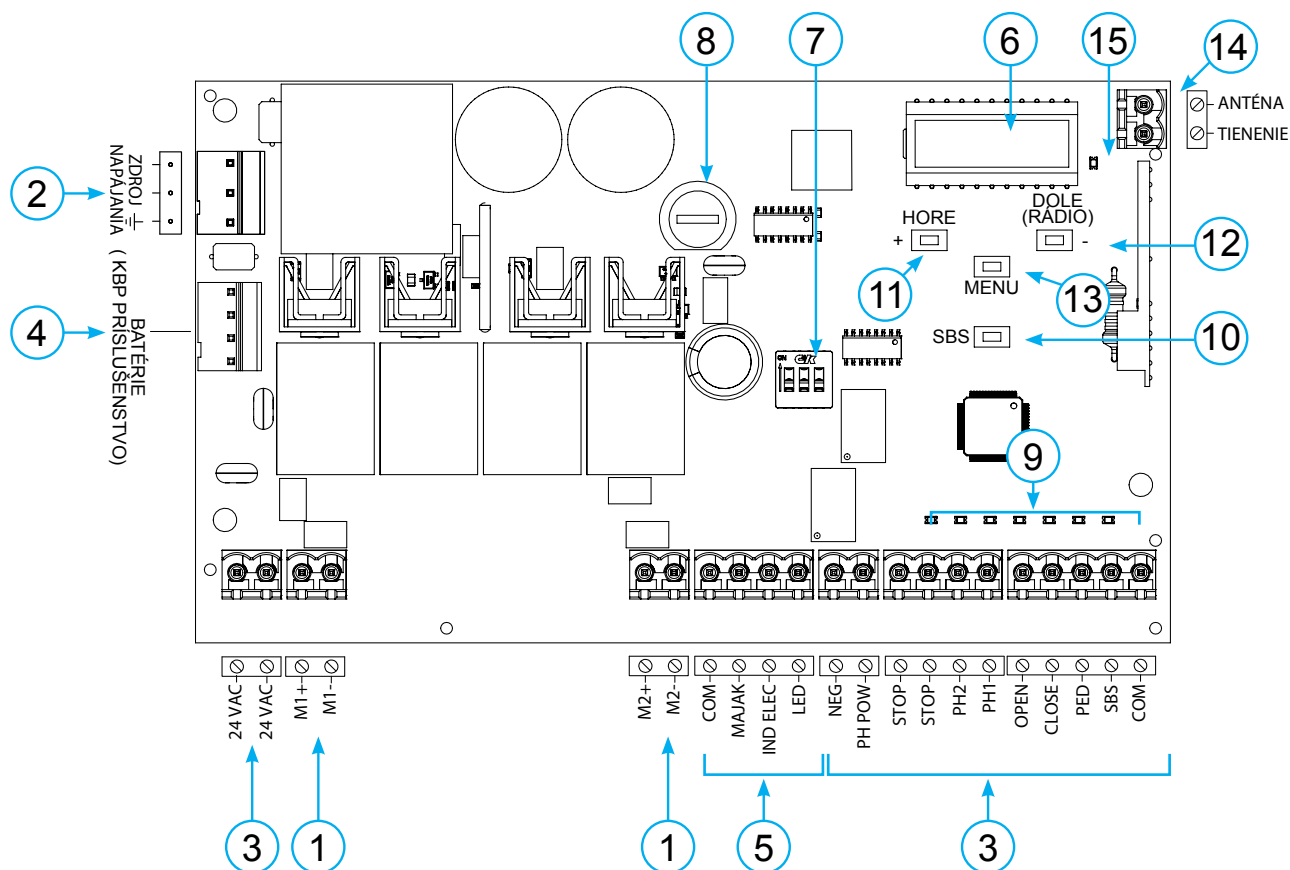 8
7
6
15
14
ANTÉNA
TIENENIE
2
ZDROJ
NAPÁJANIA
HORE
+
DOLE
(RÁDIO)
-
12
11
MENU
13
4
BATÉRIE
( KBP PRÍSLUŠENSTVO)
ON
SBS
10
9
24 VAC
24 VAC
M1+
M1-
M2+
M2-
COM
MAJAK
IND ELEC
LED
NEG
PH POW
STOP
STOP
PH2
PH1
OPEN
CLOSE
PED
SBS
COM
3
1
1
5
3